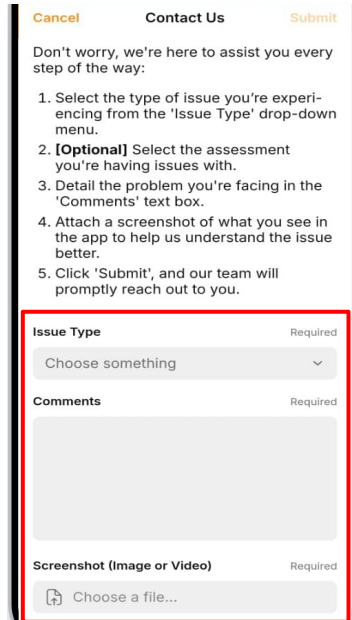 Cancel Contact Us Submit
Don't worry, we're here to assist you every
step of the way:
1. Select the type of issue you're experi-
encing from the 'Issue Type' drop-down
menu.
2. [Optional] Select the assessment
you're having issues with.
3. Detail the problem you're facing in the
'Comments' text box.
4. Attach a screenshot of what you see in
the app to help us understand the issue
better.
5. Click 'Submit', and our team will
promptly reach out to you.
Issue Type Required
Choose something
Comments Required
Screenshot (Image or Video) Required
Choose a file...